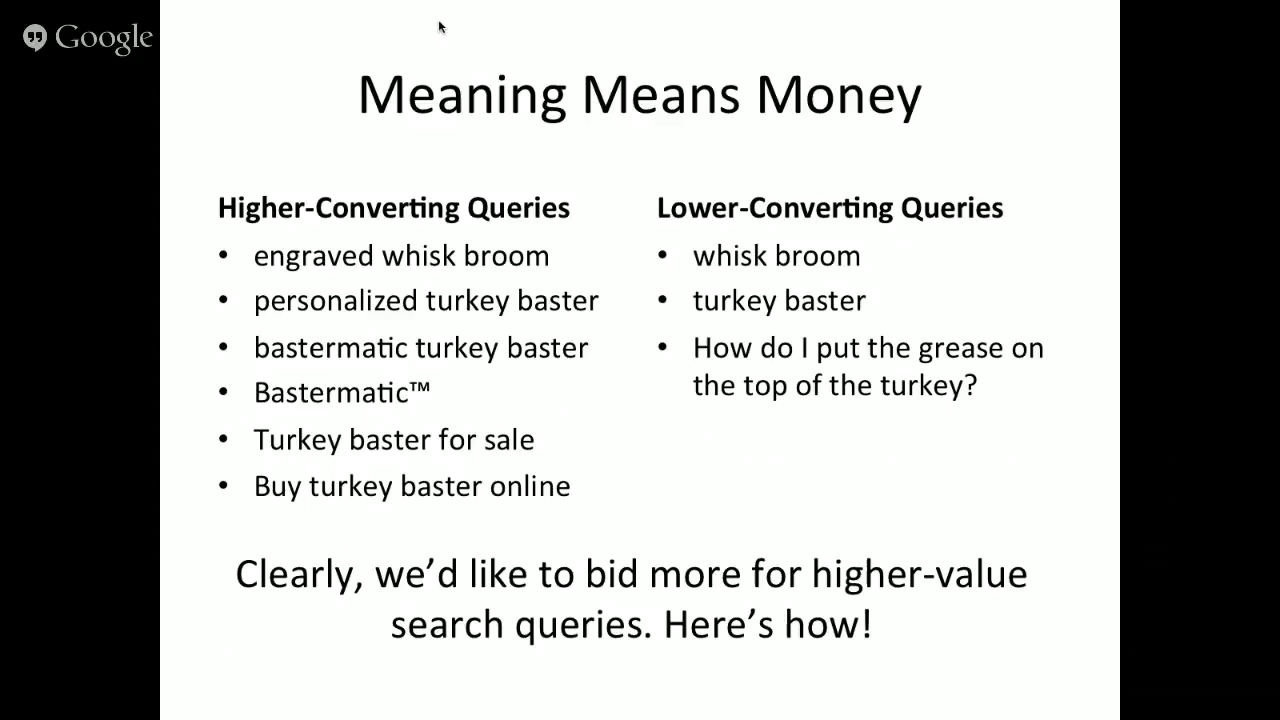 Google
Meaning Means Money
Higher-Converting Queries
• engraved whisk broom
• personalized turkey baster
• bastermatic turkey baster
• Bastermatic™
• Turkey baster for sale
• Buy turkey baster online
Lower-Converting Queries
• whisk broom
• turkey baster
• How do I put the grease on
the top of the turkey?
Clearly, we’d like to bid more for higher-value
search queries. Here’s how!